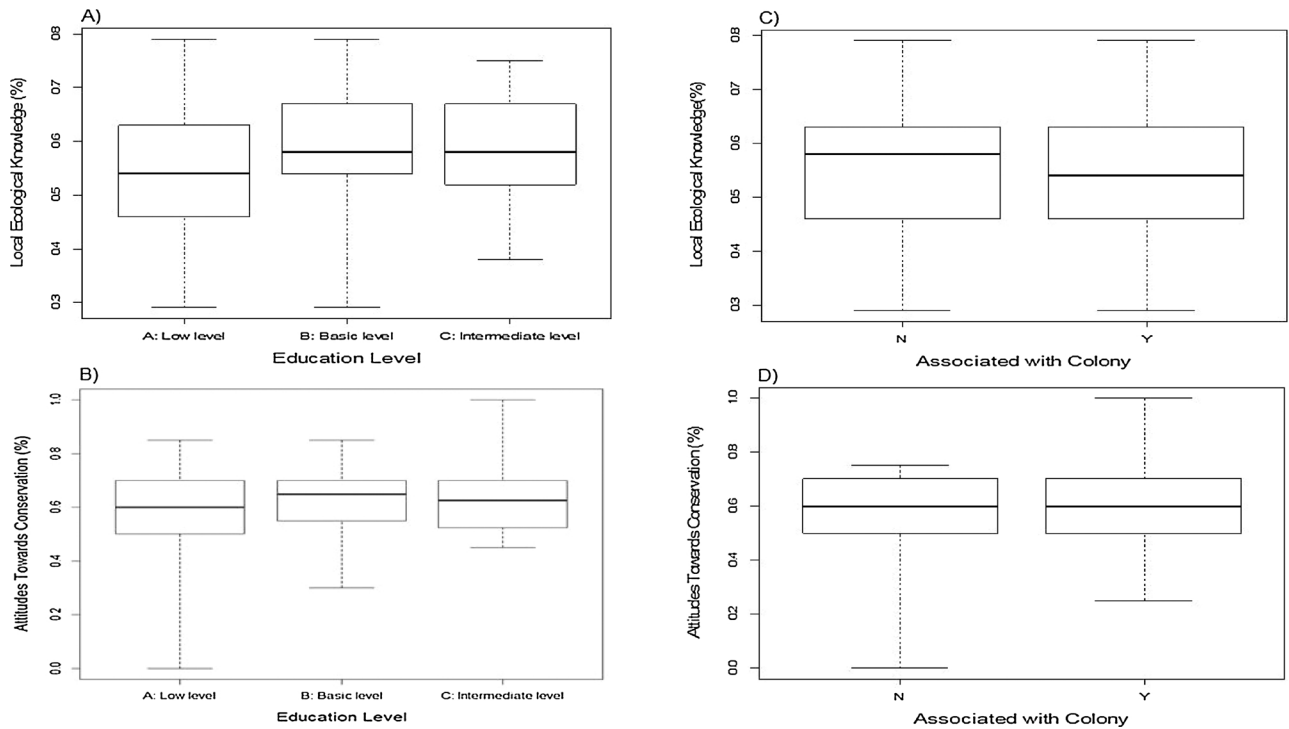 A)
Local Ecological Knowledge (%)
0.8
0.7
0.6
0.5
0.4
0.3
A: Low level
B: Basic level
C: Intermediate level
Education Level
C)
Local Ecological Knowledge(%)
0.8
0.7
0.6
0.5
0.4
0.3
N
Y
Associated with Colony
B)
Attitudes Towards Conservation (%)
1.0
0.8
0.6
0.4
0.2
0.0
A: Low level
B: Basic level
C: Intermediate level
Education Level
D)
Attitudes Towards Conservation (%)
1.0
0.8
0.6
0.4
0.2
0.0
N
Y
Associated with Colony